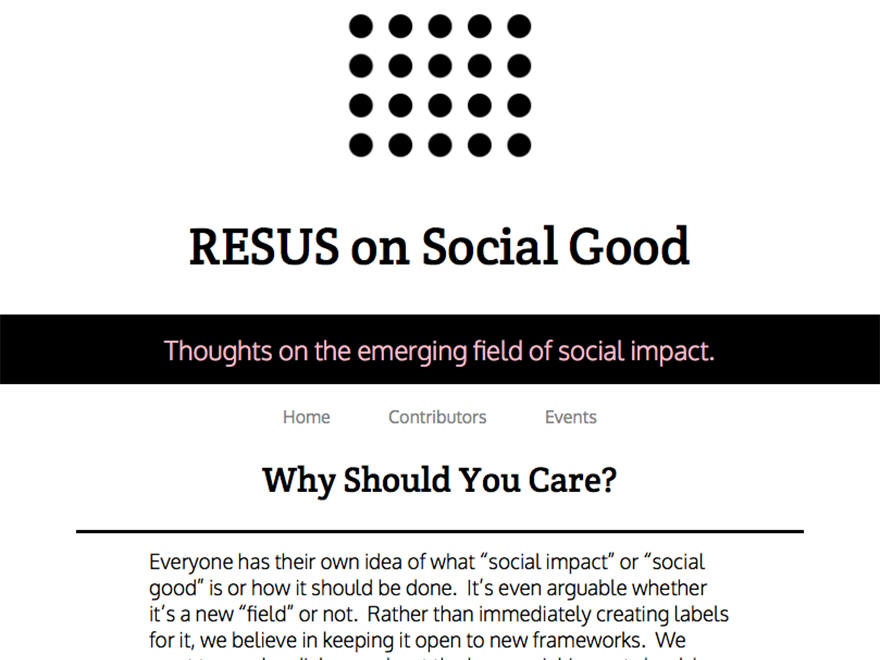 RESUS on Social Good
Thoughts on the emerging field of social impact.
Home Contributors Events
Why Should You Care?
Everyone has their own idea of what “social impact” or “social
good” is or how it should be done.  It’s even arguable whether
it’s a new “field” or not.  Rather than immediately creating labels
for it, we believe in keeping it open to new frameworks.  We